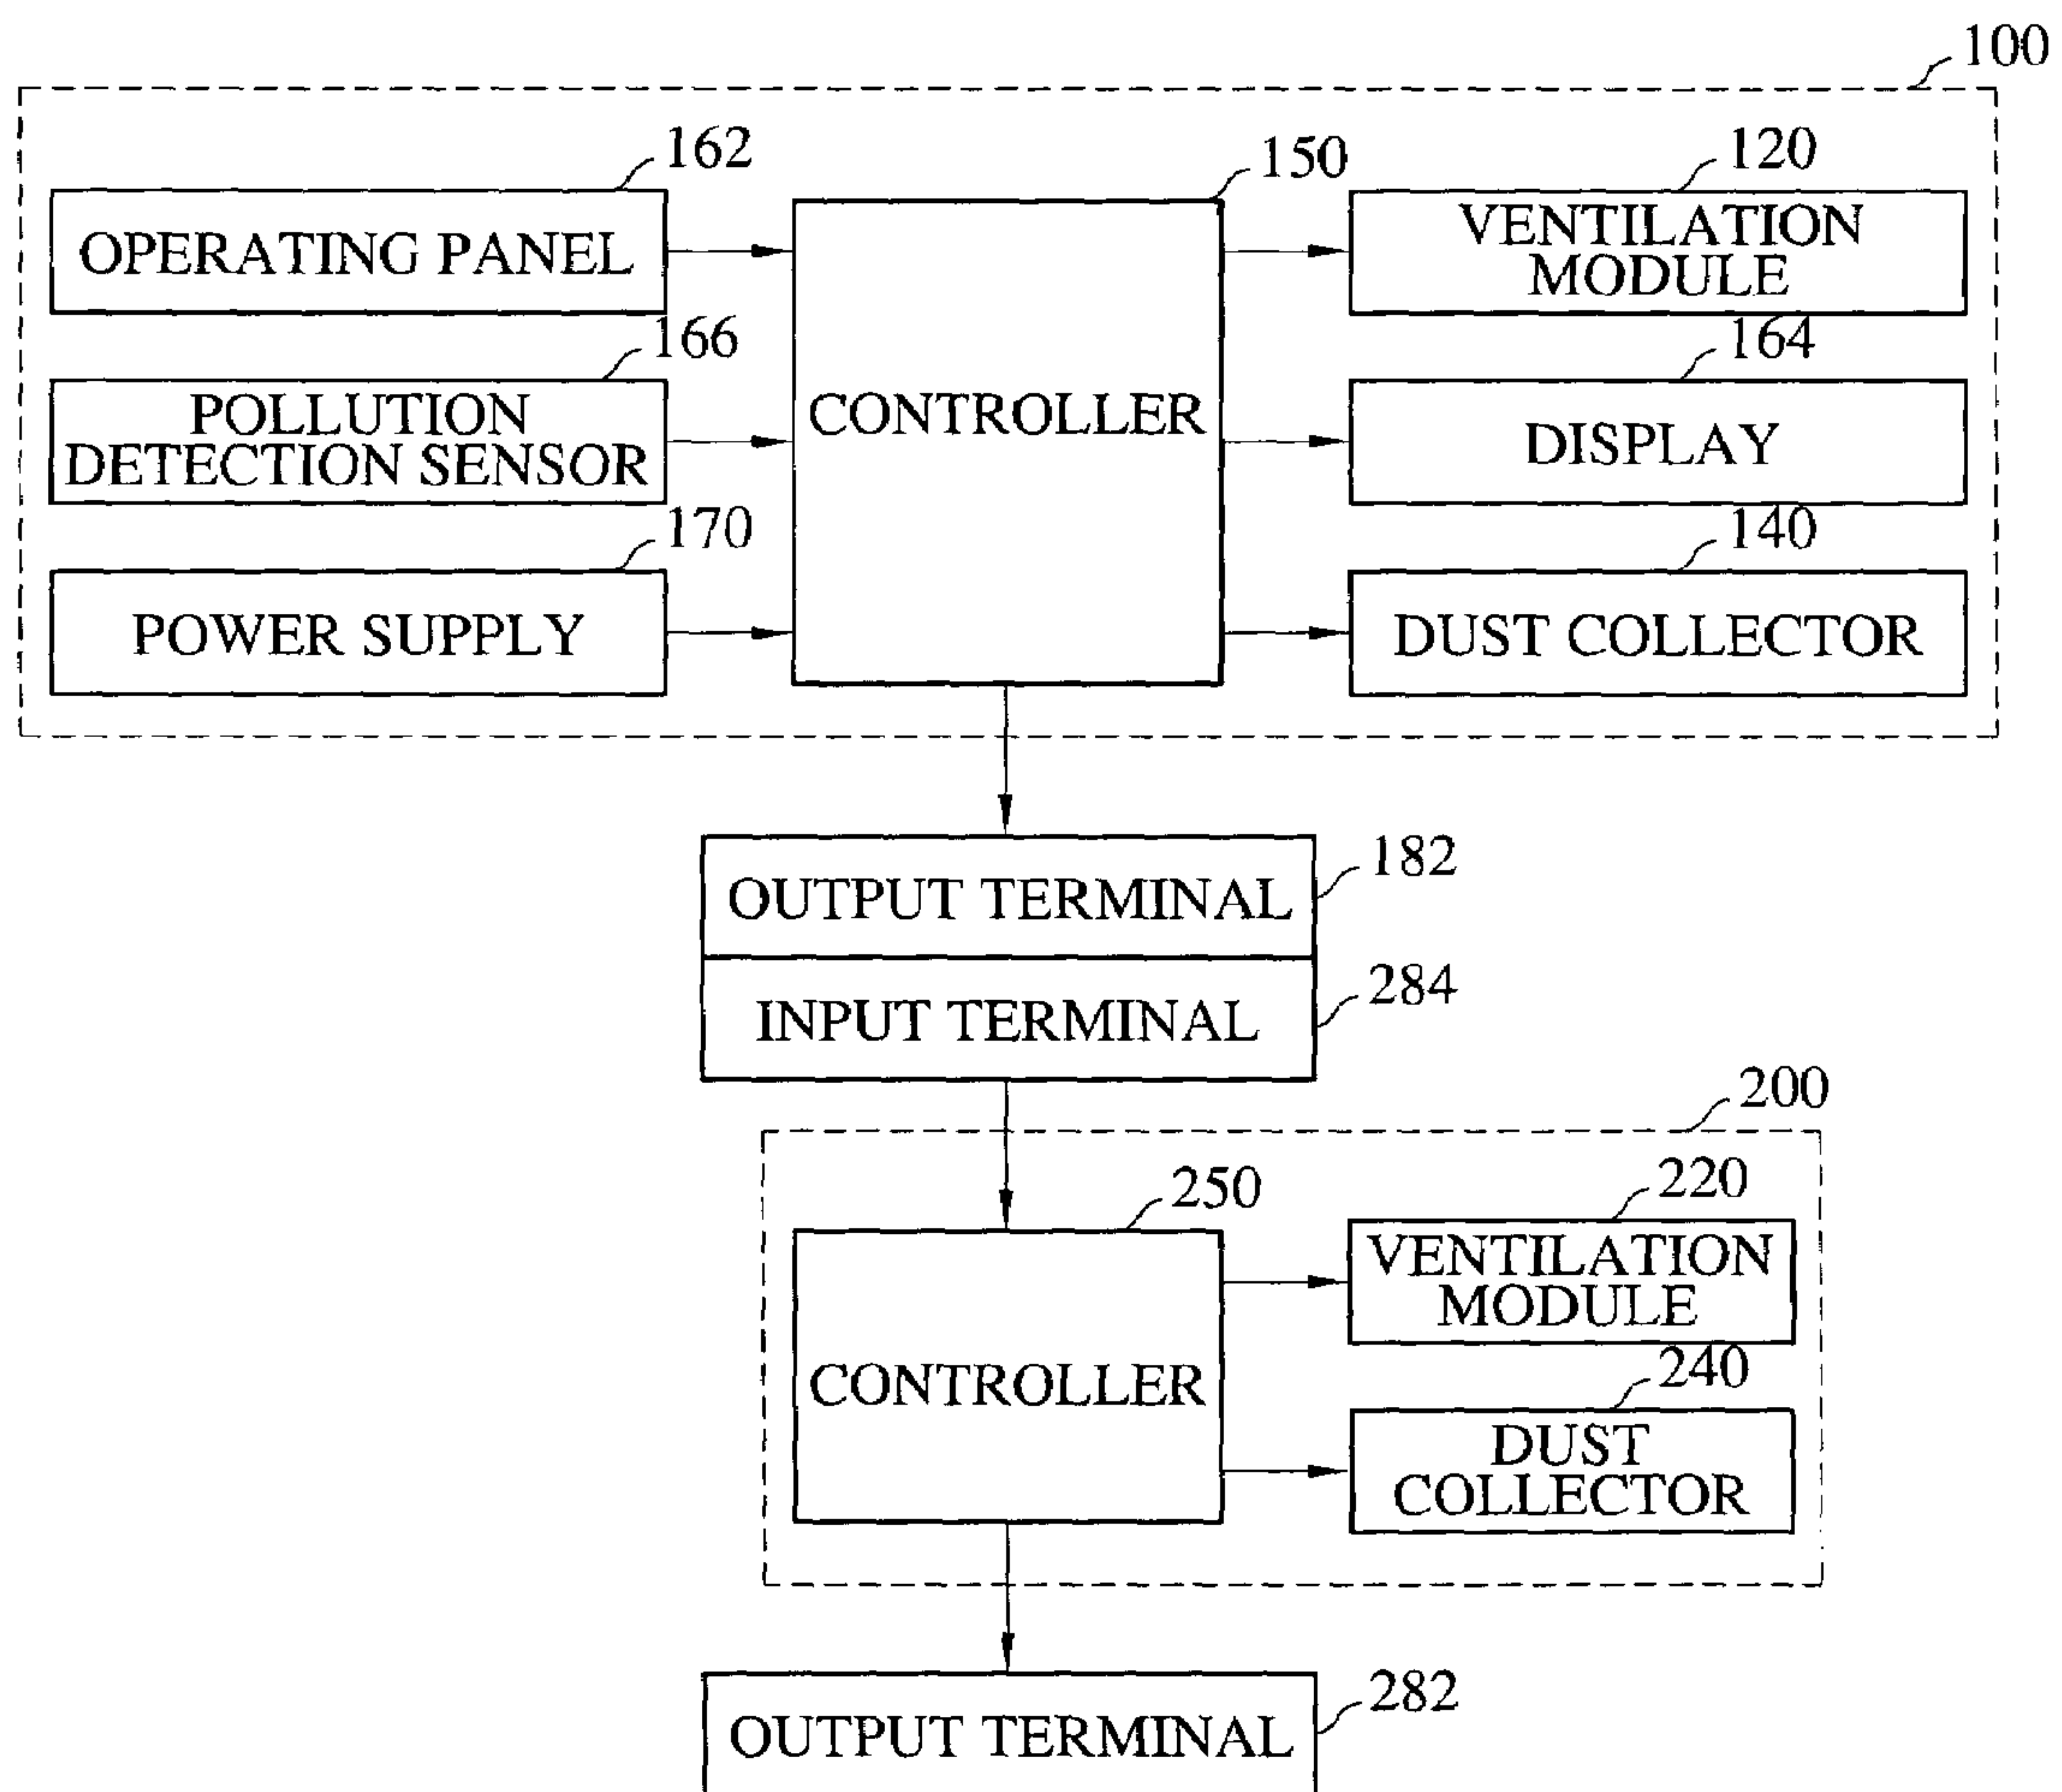 100
162
150
120
OPERATING PANEL
VENTILATION
MODULE
166
164
POLLUTION
DETECTION SENSOR
CONTROLLER
DISPLAY
170
140
POWER SUPPLY
DUST COLLECTOR
182
OUTPUT TERMINAL
284
INPUT TERMINAL
200
250
220
VENTILATION
MODULE
CONTROLLER
240
DUST
COLLECTOR
282
OUTPUT TERMINAL